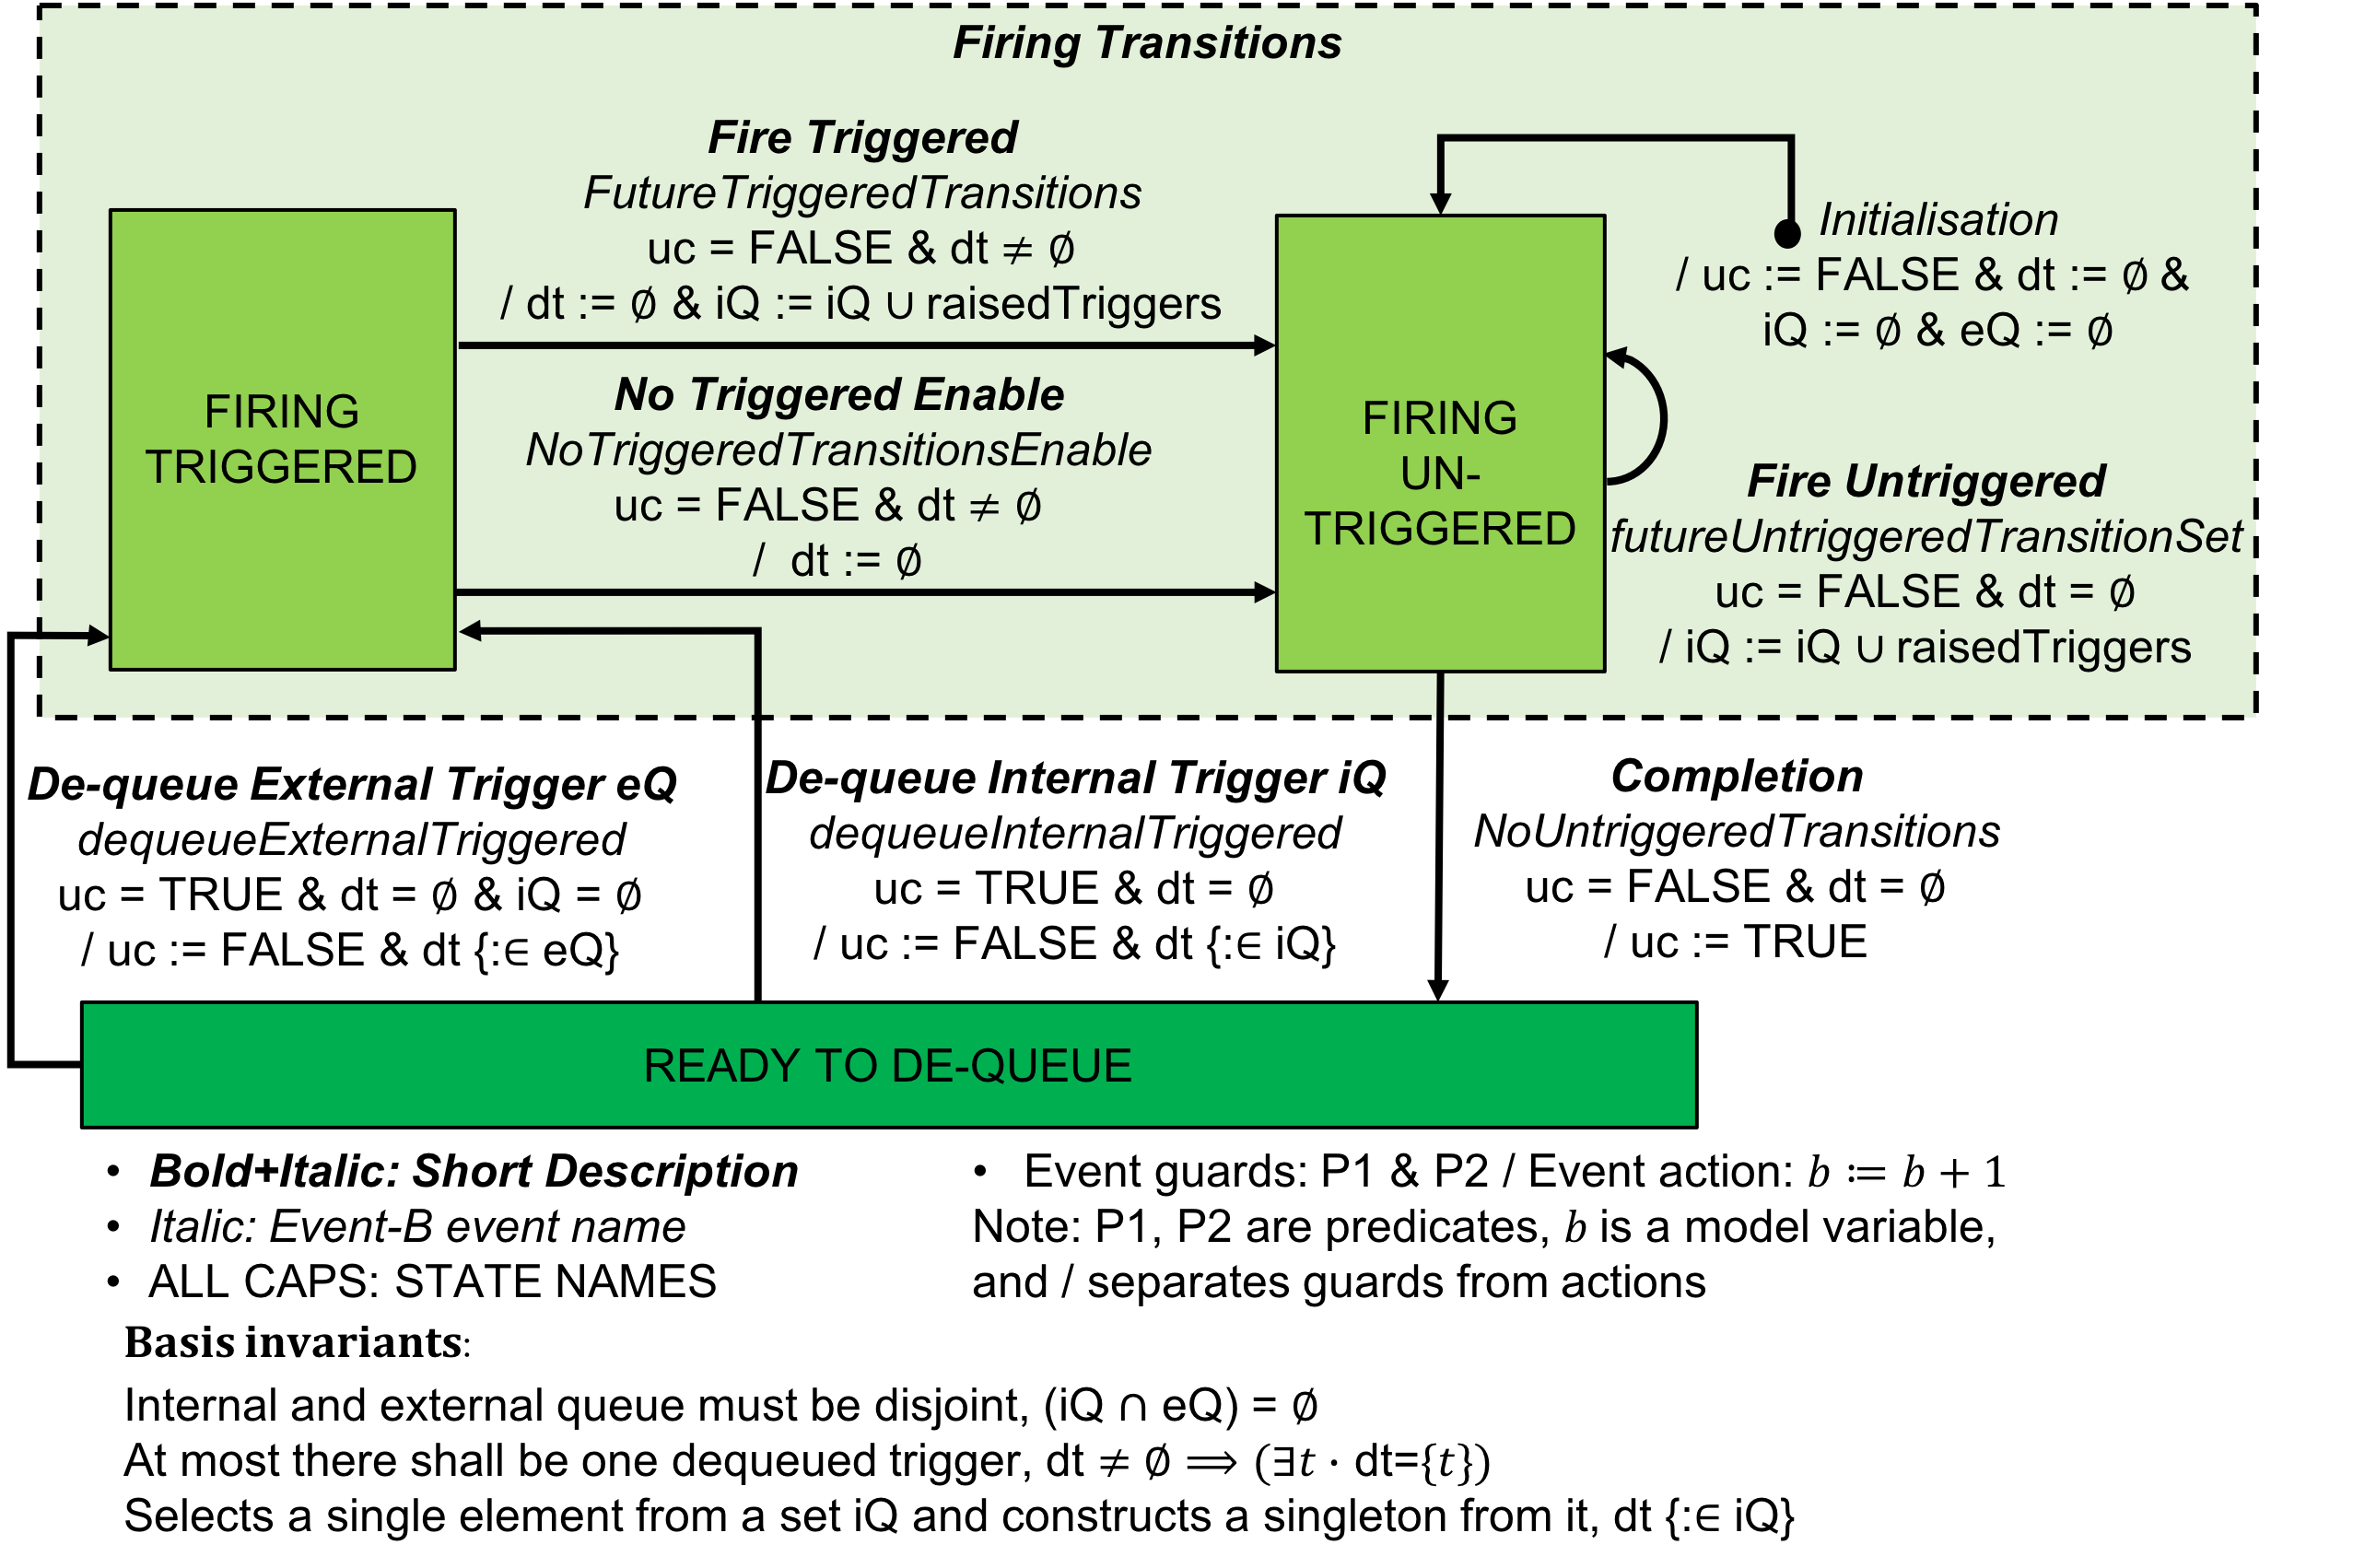 Firing Transitions
Fire Triggered
FutureTriggeredTransitions
uc = FALSE & dt ≠ ∅
/ dt := ∅ & iQ := iQ ∪ raisedTriggers
Initialisation
/ uc := FALSE & dt := ∅ &
iQ := ∅ & eQ := ∅
FIRING
TRIGGERED
No Triggered Enable
NoTriggeredTransitionsEnable
uc = FALSE & dt ≠ ∅
/ dt := ∅
FIRING
UN-
TRIGGERED
Fire Untriggered
futureUntriggeredTransitionSet
uc = FALSE & dt = ∅
/ iQ := iQ ∪ raisedTriggers
De-queue External Trigger eQ
dequeueExternalTriggered
uc = TRUE & dt = ∅ & iQ = ∅
/ uc := FALSE & dt {:∈ eQ}
De-queue Internal Trigger iQ
dequeueInternalTriggered
uc = TRUE & dt = ∅
/ uc := FALSE & dt {:∈ iQ}
Completion
NoUntriggeredTransitions
uc = FALSE & dt = ∅
/ uc := TRUE
READY TO DE-QUEUE
• Bold+Italic: Short Description
• Italic: Event-B event name
• ALL CAPS: STATE NAMES
• Event guards: P1 & P2 / Event action: b := b + 1
Note: P1, P2 are predicates, b is a model variable,
and / separates guards from actions
Basis invariants:
Internal and external queue must be disjoint, (iQ ∩ eQ) = ∅
At most there shall be one dequeued trigger, dt ≠ ∅ ⟹ (∃t · dt={t})
Selects a single element from a set iQ and constructs a singleton from it, dt {:∈ iQ}